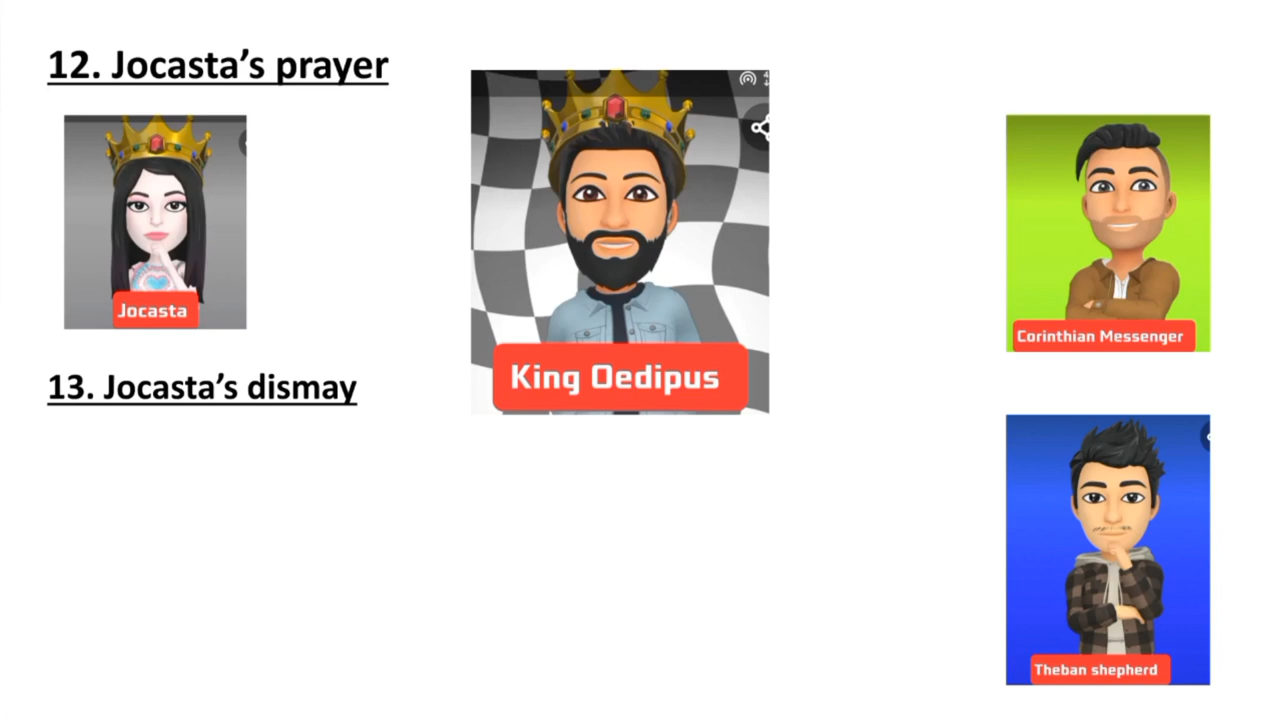 12. Jocasta’s prayer
Jocasta
King Oedipus
Corinthian Messenger
13. Jocasta’s dismay
Theban shepherd